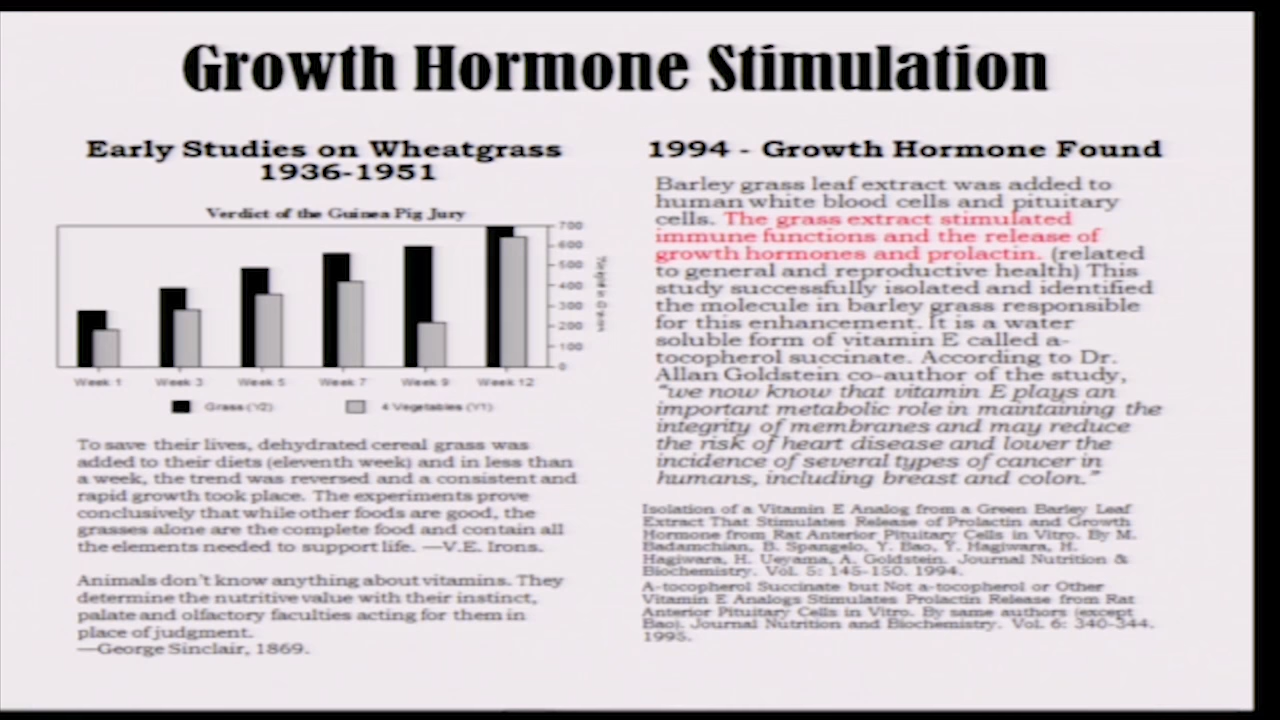 Growth Hormone Stimulation
Early Studies on Wheatgrass
1936-1951
Verdict of the Guinea Pig Jury
700
600
500
400
300
200
100
0
Week 1
Week 3
Week 5
Week 7
Week 9
Week 12
Grass (Y2)
4 Vegetables (Y1)
To save their lives, dehydrated cereal grass was
added to their diets (eleventh week) and in less than
a week, the trend was reversed and a consistent and
rapid growth took place. The experiments prove
conclusively that while other foods are good, the
grasses alone are the complete food and contain all
the elements needed to support life. —V.E. Irons.
Animals don't know anything about vitamins. They
determine the nutritive value with their instinct,
palate and olfactory faculties acting for them in
place of judgment.
—George Sinclair, 1869.
1994 - Growth Hormone Found
Barley grass leaf extract was added to
human white blood cells and pituitary
cells. The grass extract stimulated
immune functions and the release of
growth hormones and prolactin. (related
to general and reproductive health) This
study successfully isolated and identified
the molecule in barley grass responsible
for this enhancement. It is a water
soluble form of vitamin E called a-
tocopherol succinate. According to Dr.
Allan Goldstein co-author of the study,
"we now know that vitamin E plays an
important metabolic role in maintaining the
integrity of membranes and may reduce
the risk of heart disease and lower the
incidence of several types of cancer in
humans, including breast and colon."
Isolation of a Vitamin E Analog from a Green Barley Leaf
Extract That Stimulates Release of Prolactin and Growth
Hormone from Rat Anterior Pituitary Cells in Vitro. By M.
Badamchian, B. Spangelo, Y. Bao, Y. Hagiwara, H.
Hagiwara, H. Ueyama, A. Goldstein. Journal Nutrition &
Biochemistry. Vol. 5: 145-150. 1994.
A-tocopherol Succinate but Not a-tocopherol or Other
Vitamin E Analogs Stimulates Prolactin Release from Rat
Anterior Pituitary Cells in Vitro. By same authors (except
Bao). Journal Nutrition and Biochemistry. Vol. 6: 340-344,
1995.